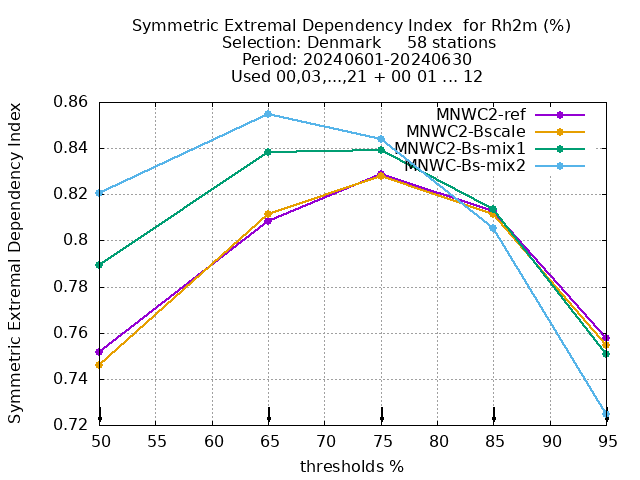 Symmetric Extremal Dependency Index  for Rh2m (%)
Selection: Denmark     58 stations
Period: 20240601-20240630
Used 00,03,...,21 + 00 01 ... 12
Symmetric Extremal Dependency Index
0.86
0.84
0.82
0.8
0.78
0.76
0.74
0.72
MNWC2-ref
MNWC2-Bscale
MNWC2-Bs-mix1
MNWC-Bs-mix2
50 55 60 65 70 75 80 85 90 95
thresholds %